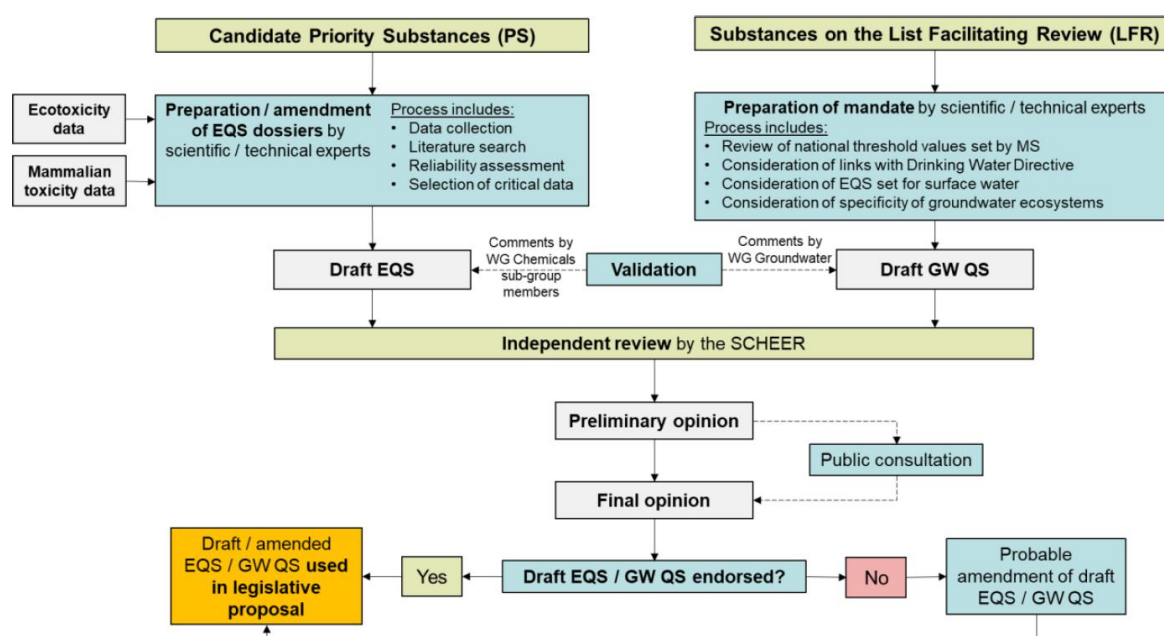 Candidate Priority Substances (PS)
Substances on the List Facilitating Review (LFR)
Ecotoxicity
data
Mammalian
toxicity data
Preparation / amendment
of EQS dossiers by
scientific / technical experts
Process includes:
• Data collection
• Literature search
• Reliability assessment
• Selection of critical data
Preparation of mandate by scientific / technical experts
Process includes:
• Review of national threshold values set by MS
• Consideration of links with Drinking Water Directive
• Consideration of EQS set for surface water
• Consideration of specificity of groundwater ecosystems
Draft EQS
Comments by
WG Chemicals
sub-group
members
Validation
Comments by
WG Groundwater
Draft GW QS
Independent review by the SCHEER
Preliminary opinion
Public consultation
Final opinion
Draft / amended
EQS / GW QS used
in legislative
proposal
Yes
Draft EQS / GW QS endorsed?
No
Probable
amendment of draft
EQS / GW QS